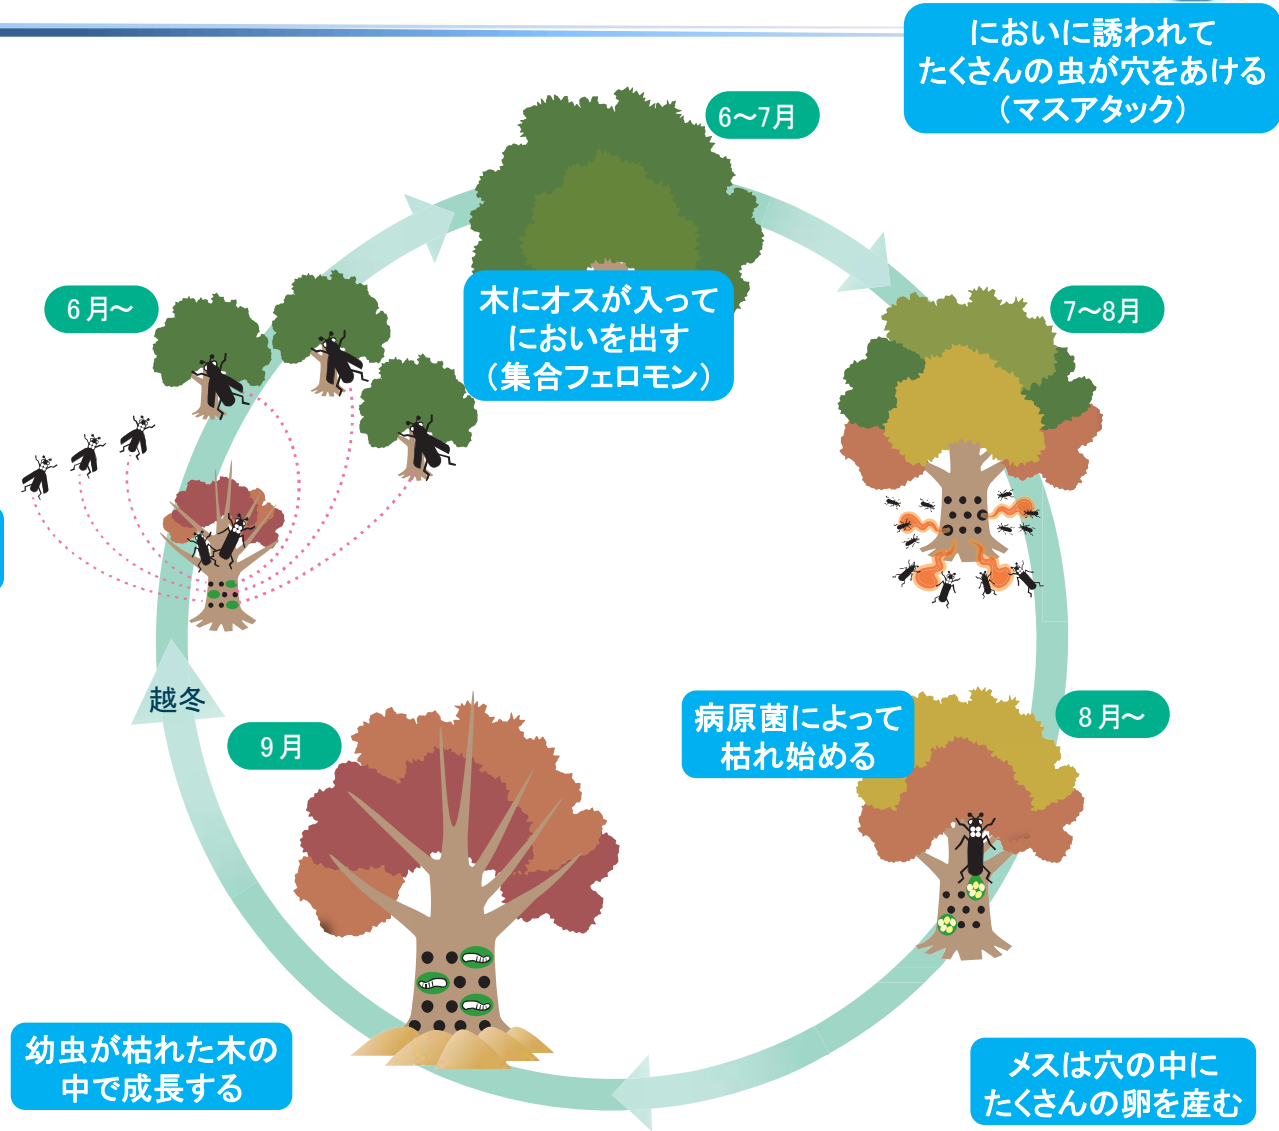 においに誘われて
たくさんの虫が穴をあける
（マスアタック）
6～7月
木にオスが入って
においを出す
（集合フェロモン）
6月～
7～8月
越冬
9月
病原菌によって
枯れ始める
8月～
幼虫が枯れた木の
中で成長する
メスは穴の中に
たくさんの卵を産む